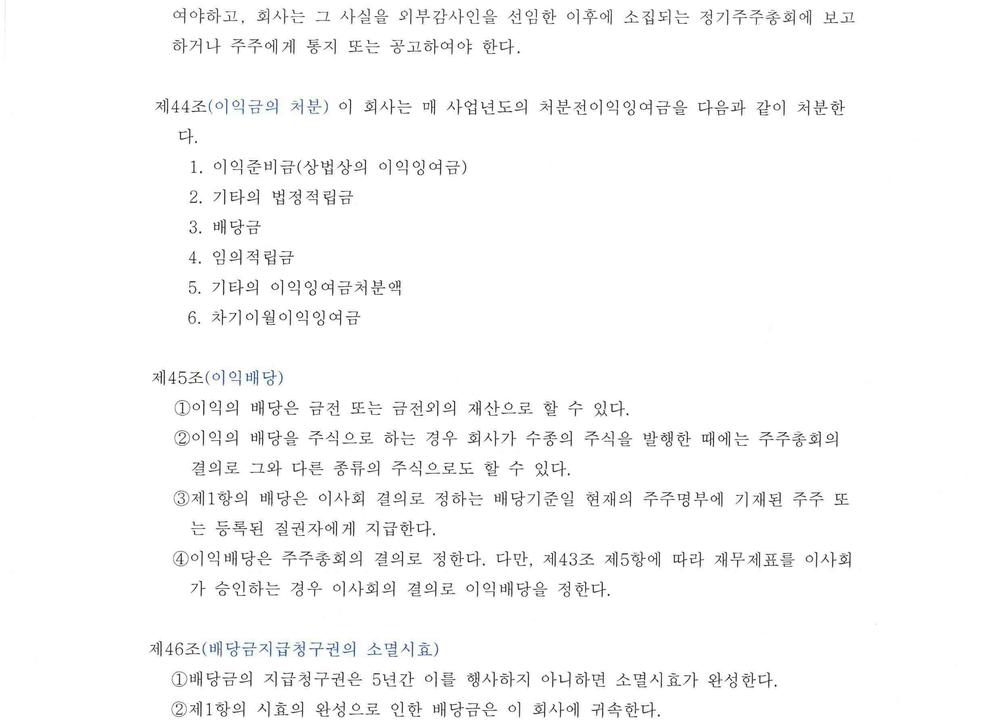 여야하고, 회사는 그 사실을 외부감사인을 선임한 이후에 소집되는 정기주주총회에 보고
하거나 주주에게 통지 또는 공고하여야 한다.
제44조(이익금의 처분) 이 회사는 매 사업년도의 처분전이익잉여금을 다음과 같이 처분한
다.
1. 이익준비금(상법상의 이익잉여금)
2. 기타의 법정적립금
3. 배당금
4. 임의적립금
5. 기타의 이익잉여금처분액
6. 차기이월이익잉여금
제45조(이익배당)
①이익의 배당은 금전 또는 금전외의 재산으로 할 수 있다.
②이익의 배당을 주식으로 하는 경우 회사가 수종의 주식을 발행한 때에는 주주총회의
결의로 그와 다른 종류의 주식으로도 할 수 있다.
③제1항의 배당은 이사회 결의로 정하는 배당기준일 현재의 주주명부에 기재된 주주 또
는 등록된 질권자에게 지급한다.
④이익배당은 주주총회의 결의로 정한다. 다만, 제43조 제5항에 따라 재무제표를 이사회
가 승인하는 경우 이사회의 결의로 이익배당을 정한다.
제46조(배당금지급청구권의 소멸시효)
①배당금의 지급청구권은 5년간 이를 행사하지 아니하면 소멸시효가 완성한다.
②제1항의 시효의 완성으로 인한 배당금은 이 회사에 귀속한다.